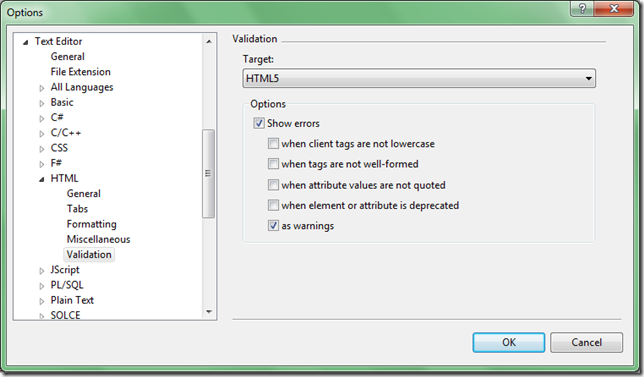 Options
Text Editor
General
File Extension
All Languages
Basic
C#
C/C++
CSS
F#
HTML
General
Tabs
Formatting
Miscellaneous
Validation
JScript
PL/SQL
Plain Text
SOLCE
Validation
Target:
HTML5
Options
Show errors
when client tags are not lowercase
when tags are not well-formed
when attribute values are not quoted
when element or attribute is deprecated
as warnings
OK
Cancel